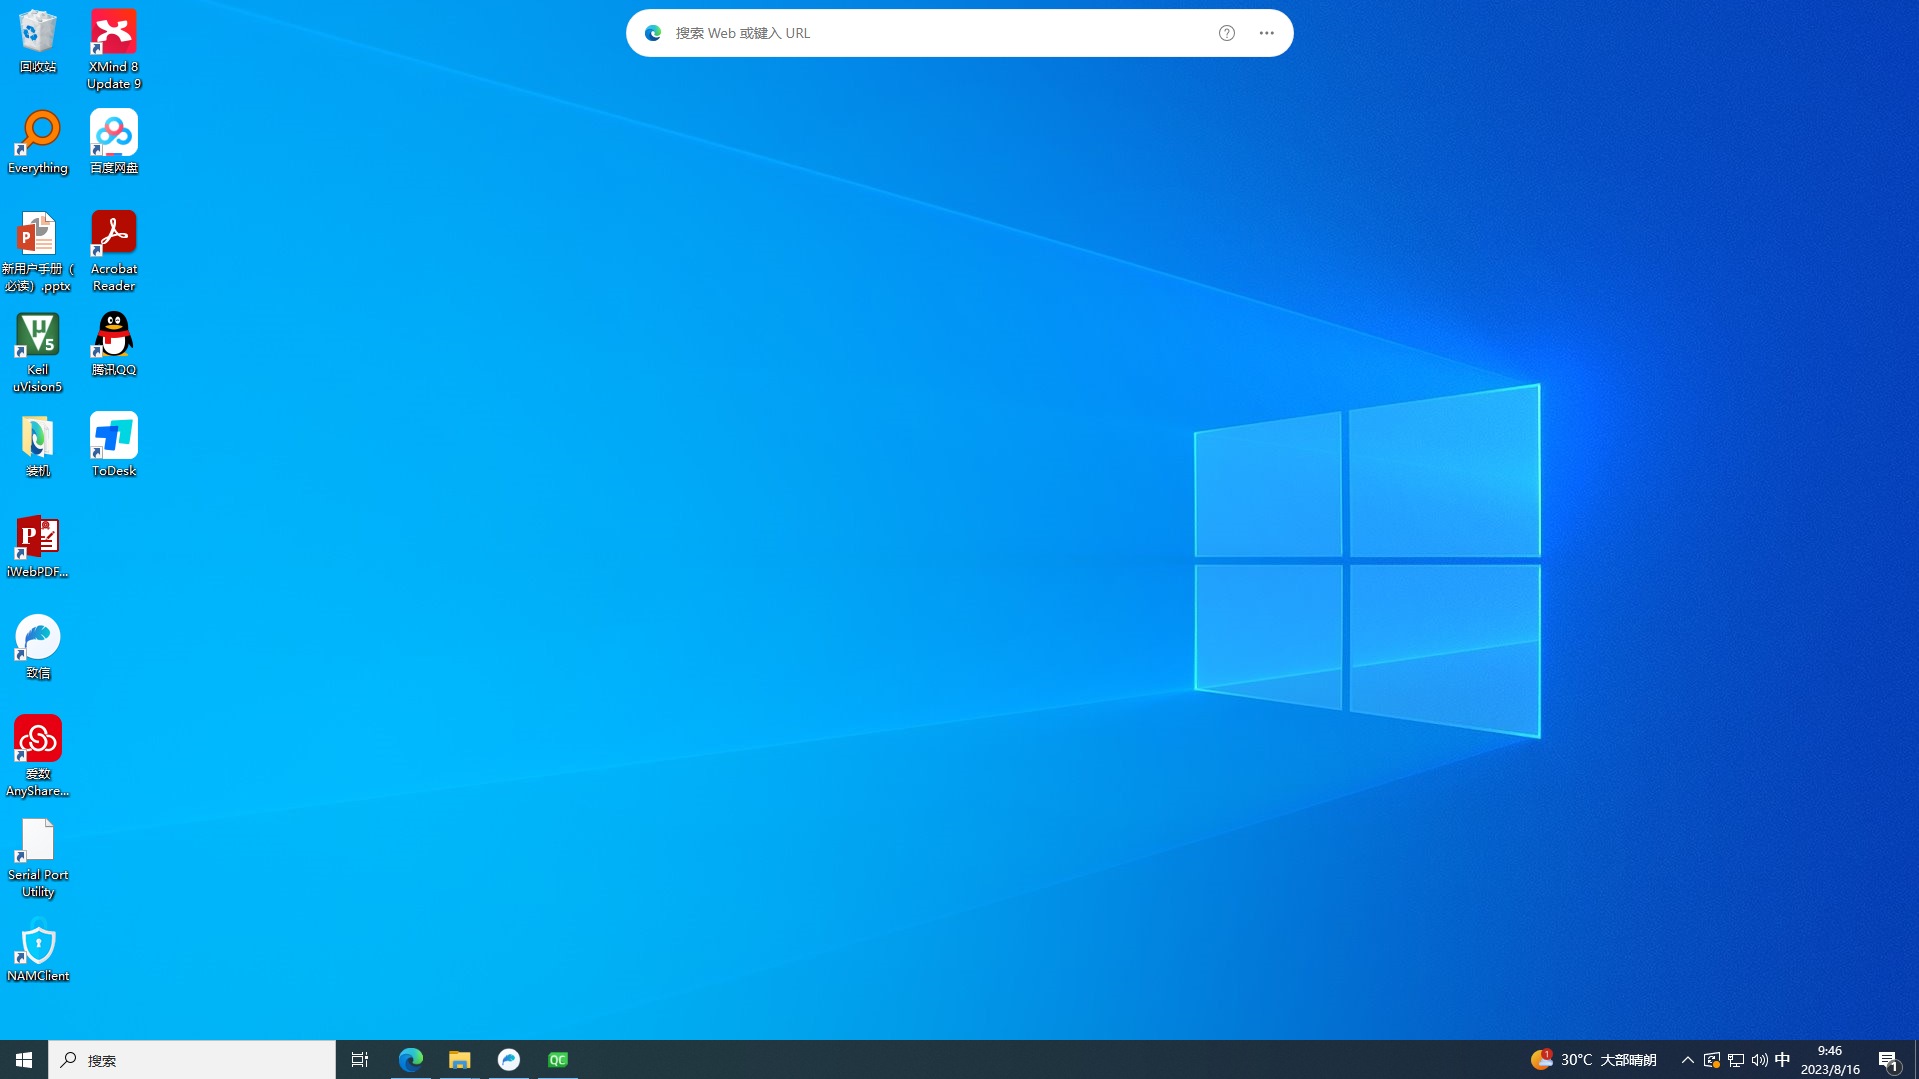 搜索 Web 或键入 URL
回收站
XMind 8
Update 9
Everything
百度网盘
新用户手册（
必读）.pptx
Acrobat
Reader
Keil
uVision5
腾讯QQ
装机
ToDesk
iWebPDF...
致信
爱数
AnyShare...
Serial Port
Utility
NAMClient
搜索
QC
1
30°C 大部晴朗
中
9:46
2023/8/16
1